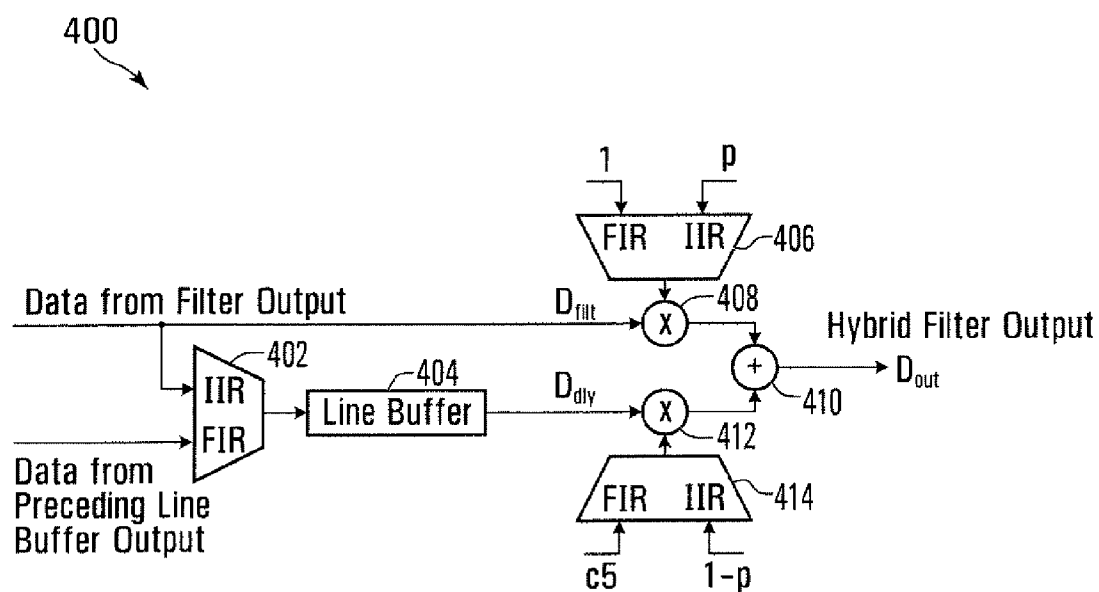 400
1
p
FIR IIR
406
Data from Filter Output
D_filt
X
408
Hybrid Filter Output
402
IIR
FIR
404
Line Buffer
D_dly
X
412
+
410
D_out
Data from
Preceding Line
Buffer Output
FIR IIR
414
c5
1-p